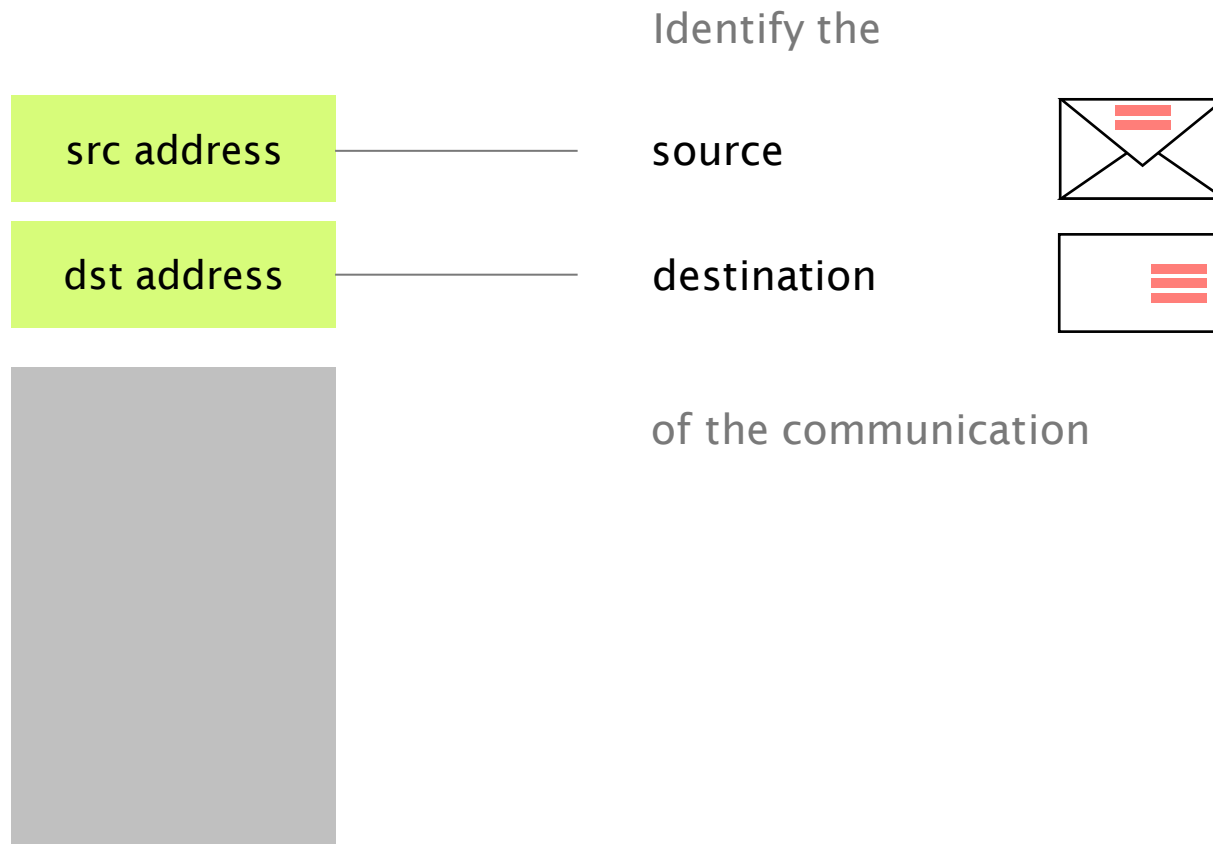 Identify the
src address
source
dst address
destination
of the communication